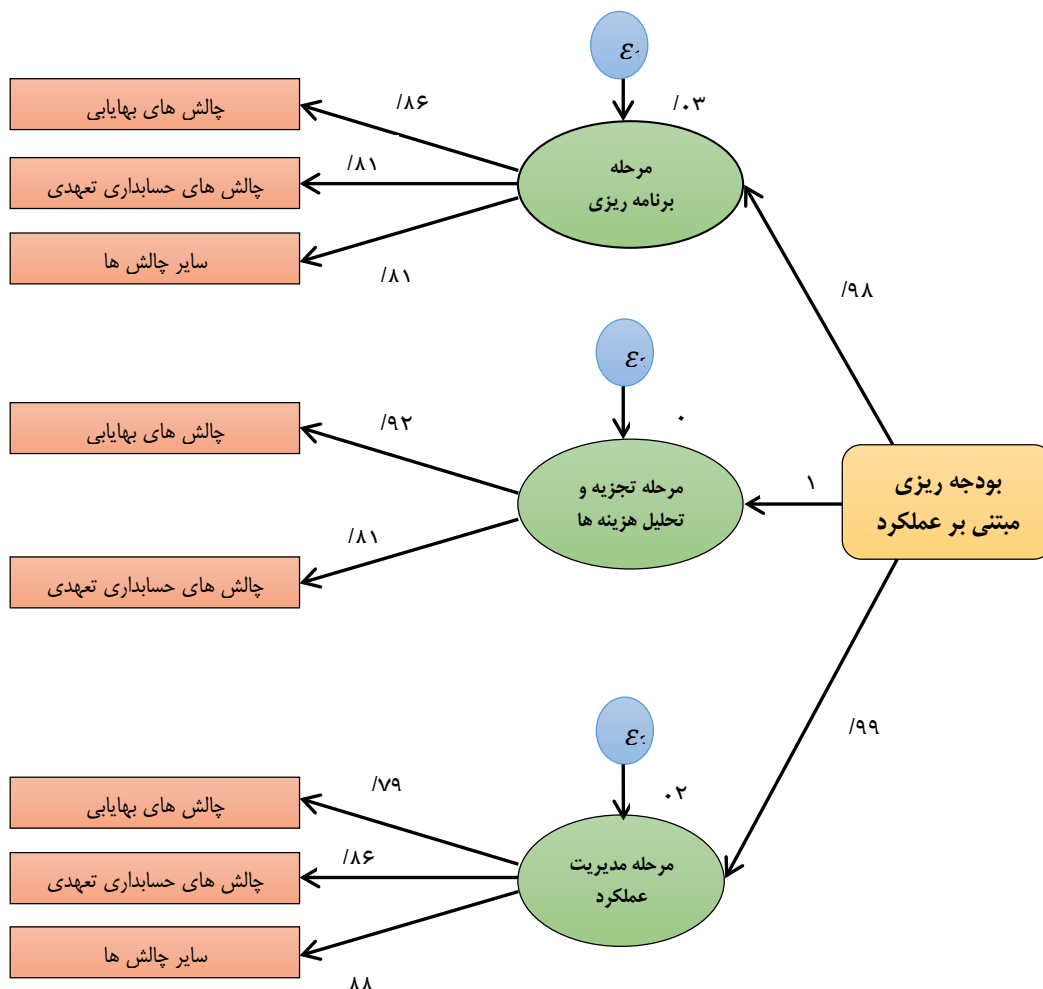 ε۱
/۰۳
چالش های بهایابی
/۸۶
مرحله
برنامه ریزی
چالش های حسابداری تعهدی
/۸۱
سایر چالش ها
/۸۱
/۹۸
ε۲
۰
چالش های بهایابی
/۹۲
مرحله تجزیه و
تحلیل هزینه ها
۱
بودجه ریزی
مبتنی بر عملکرد
چالش های حسابداری تعهدی
/۸۱
/۹۹
ε۳
۰۲
چالش های بهایابی
/۷۹
مرحله مدیریت
عملکرد
چالش های حسابداری تعهدی
/۸۶
سایر چالش ها
۸۸